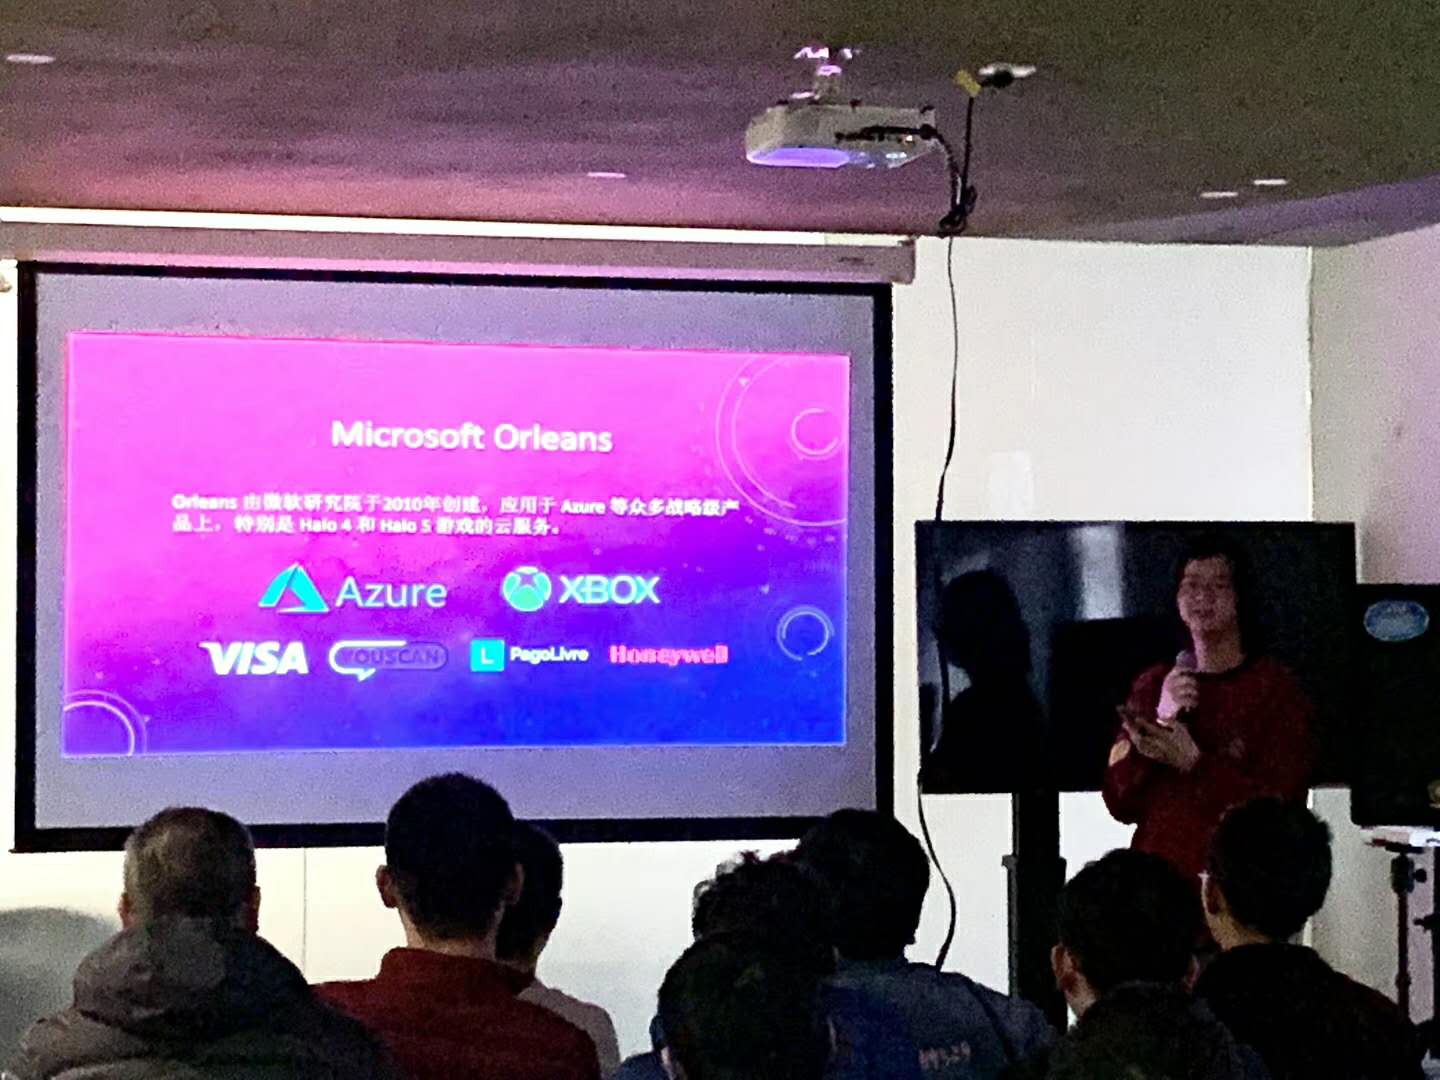 Microsoft Orleans
Orleans 由微软研究院于2010年创建，应用于 Azure 等众多战略级产
品上，特别是 Halo 4 和 Halo 5 游戏的云服务。
Azure XBOX
VISA YOUSCAN L PagoLivre Honeywell